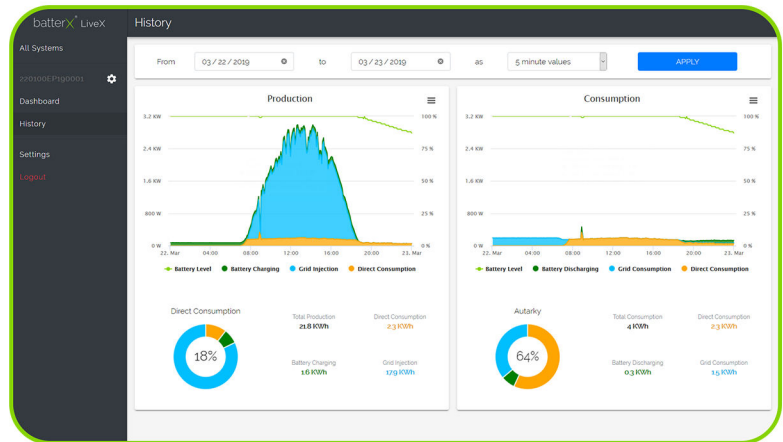 batterX LiveX
History
All Systems
From 03 / 22 / 2019 to 03 / 23 / 2019 as 5 minute values APPLY
220100EP190001
Dashboard
History
Settings
Logout
Production
3.2 KW 100 %
2.4 KW 75 %
1.6 KW 50 %
800 W 25 %
0 W 0 %
22. Mar 04:00 08:00 12:00 16:00 20:00 23. Mar
Battery Level Battery Charging Grid Injection Direct Consumption
Direct Consumption
18%
Total Production
21.8 KWh
Direct Consumption
2.3 KWh
Battery Charging
1.6 KWh
Grid Injection
17.9 KWh
Consumption
3.2 KW 100 %
2.4 KW 75 %
1.6 KW 50 %
800 W 25 %
0 W 0 %
22. Mar 04:00 08:00 12:00 16:00 20:00 23. Mar
Battery Level Battery Discharging Grid Consumption Direct Consumption
Autarky
64%
Total Consumption
4 KWh
Direct Consumption
2.3 KWh
Battery Discharging
0.3 KWh
Grid Consumption
1.5 KWh